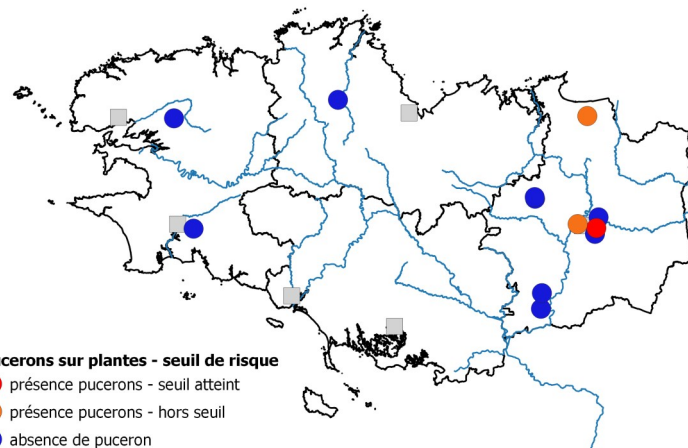 ucerons sur plantes - seuil de risque
présence pucerons - seuil atteint
présence pucerons - hors seuil
absence de puceron